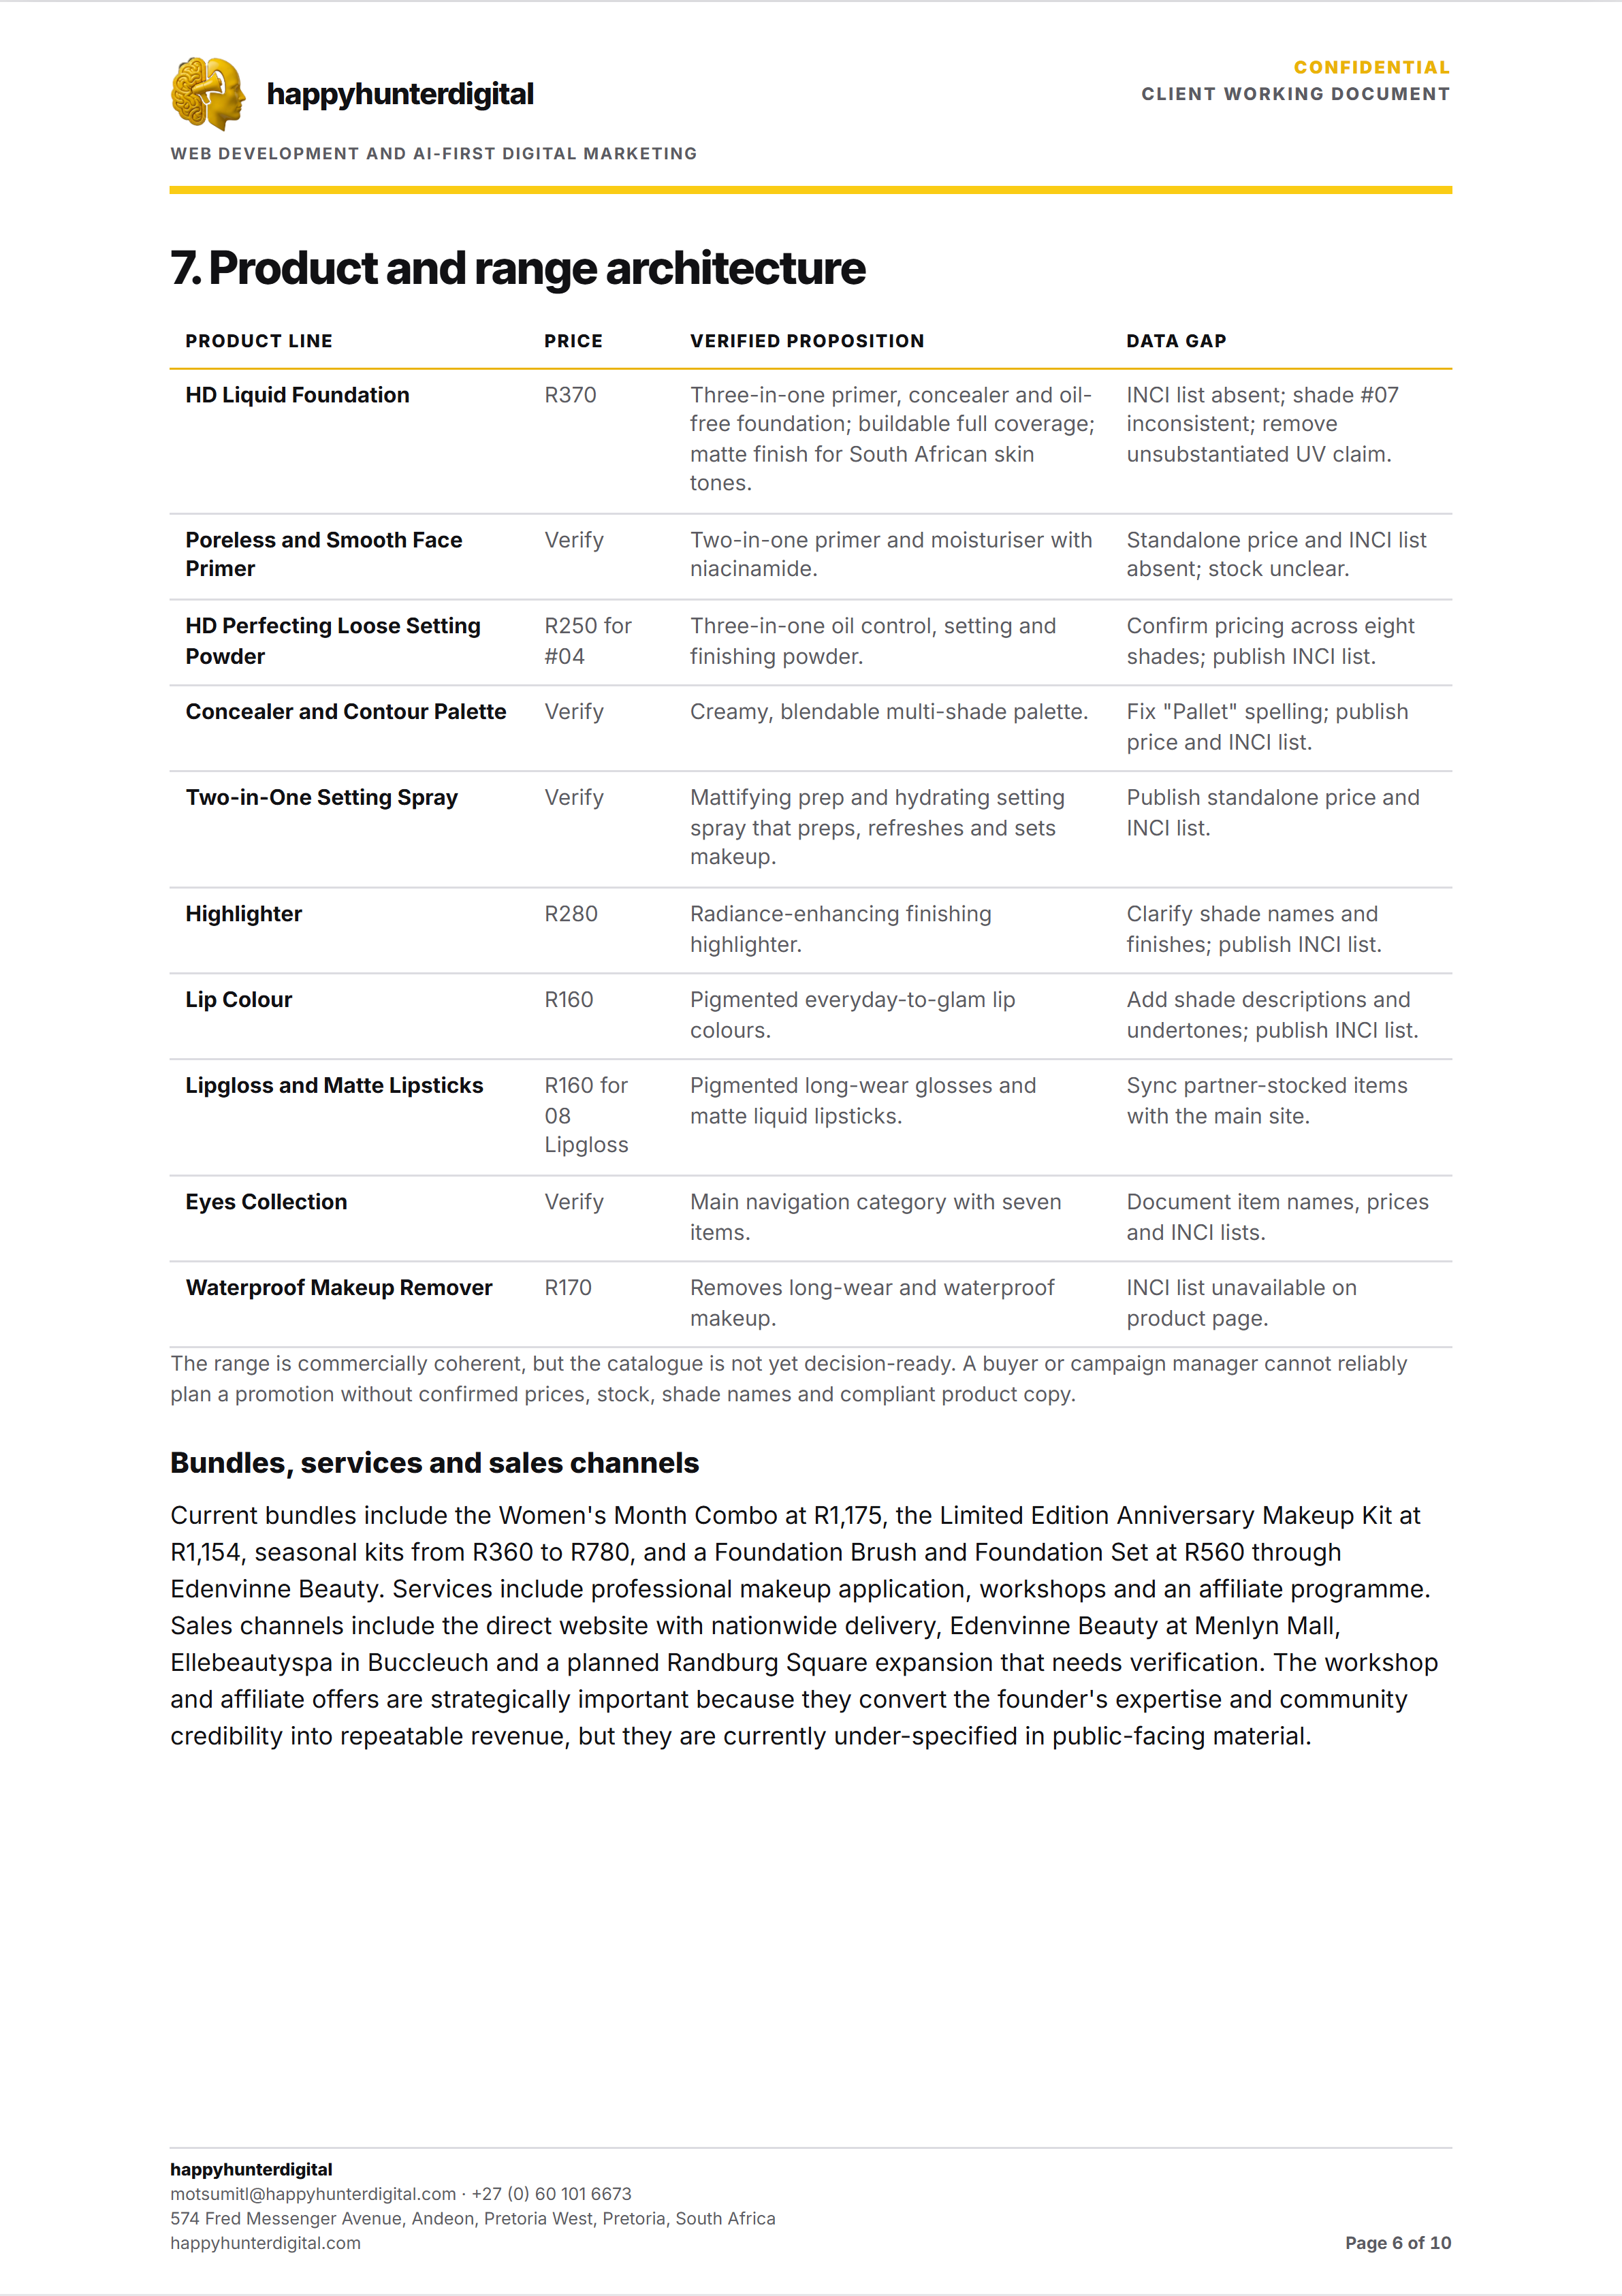 happyhunterdigital
CONFIDENTIAL
CLIENT WORKING DOCUMENT
WEB DEVELOPMENT AND AI-FIRST DIGITAL MARKETING
7. Product and range architecture
PRODUCT LINE PRICE VERIFIED PROPOSITION DATA GAP
HD Liquid Foundation R370 Three-in-one primer, concealer and oil- INCI list absent; shade #07
free foundation; buildable full coverage; inconsistent; remove
matte finish for South African skin unsubstantiated UV claim.
tones.
Poreless and Smooth Face Verify Two-in-one primer and moisturiser with Standalone price and INCI list
Primer niacinamide. absent; stock unclear.
HD Perfecting Loose Setting R250 for Three-in-one oil control, setting and Confirm pricing across eight
Powder #04 finishing powder. shades; publish INCI list.
Concealer and Contour Palette Verify Creamy, blendable multi-shade palette. Fix "Pallet" spelling; publish
price and INCI list.
Two-in-One Setting Spray Verify Mattifying prep and hydrating setting Publish standalone price and
spray that preps, refreshes and sets INCI list.
makeup.
Highlighter R280 Radiance-enhancing finishing Clarify shade names and
highlighter. finishes; publish INCI list.
Lip Colour R160 Pigmented everyday-to-glam lip Add shade descriptions and
colours. undertones; publish INCI list.
Lipgloss and Matte Lipsticks R160 for Pigmented long-wear glosses and Sync partner-stocked items
08 matte liquid lipsticks. with the main site.
Lipgloss
Eyes Collection Verify Main navigation category with seven Document item names, prices
items. and INCI lists.
Waterproof Makeup Remover R170 Removes long-wear and waterproof INCI list unavailable on
makeup. product page.
The range is commercially coherent, but the catalogue is not yet decision-ready. A buyer or campaign manager cannot reliably
plan a promotion without confirmed prices, stock, shade names and compliant product copy.
Bundles, services and sales channels
Current bundles include the Women's Month Combo at R1,175, the Limited Edition Anniversary Makeup Kit at
R1,154, seasonal kits from R360 to R780, and a Foundation Brush and Foundation Set at R560 through
Edenvinne Beauty. Services include professional makeup application, workshops and an affiliate programme.
Sales channels include the direct website with nationwide delivery, Edenvinne Beauty at Menlyn Mall,
Ellebeautyspa in Buccleuch and a planned Randburg Square expansion that needs verification. The workshop
and affiliate offers are strategically important because they convert the founder's expertise and community
credibility into repeatable revenue, but they are currently under-specified in public-facing material.
happyhunterdigital
motsumitl@happyhunterdigital.com · +27 (0) 60 101 6673
574 Fred Messenger Avenue, Andeon, Pretoria West, Pretoria, South Africa
happyhunterdigital.com
Page 6 of 10